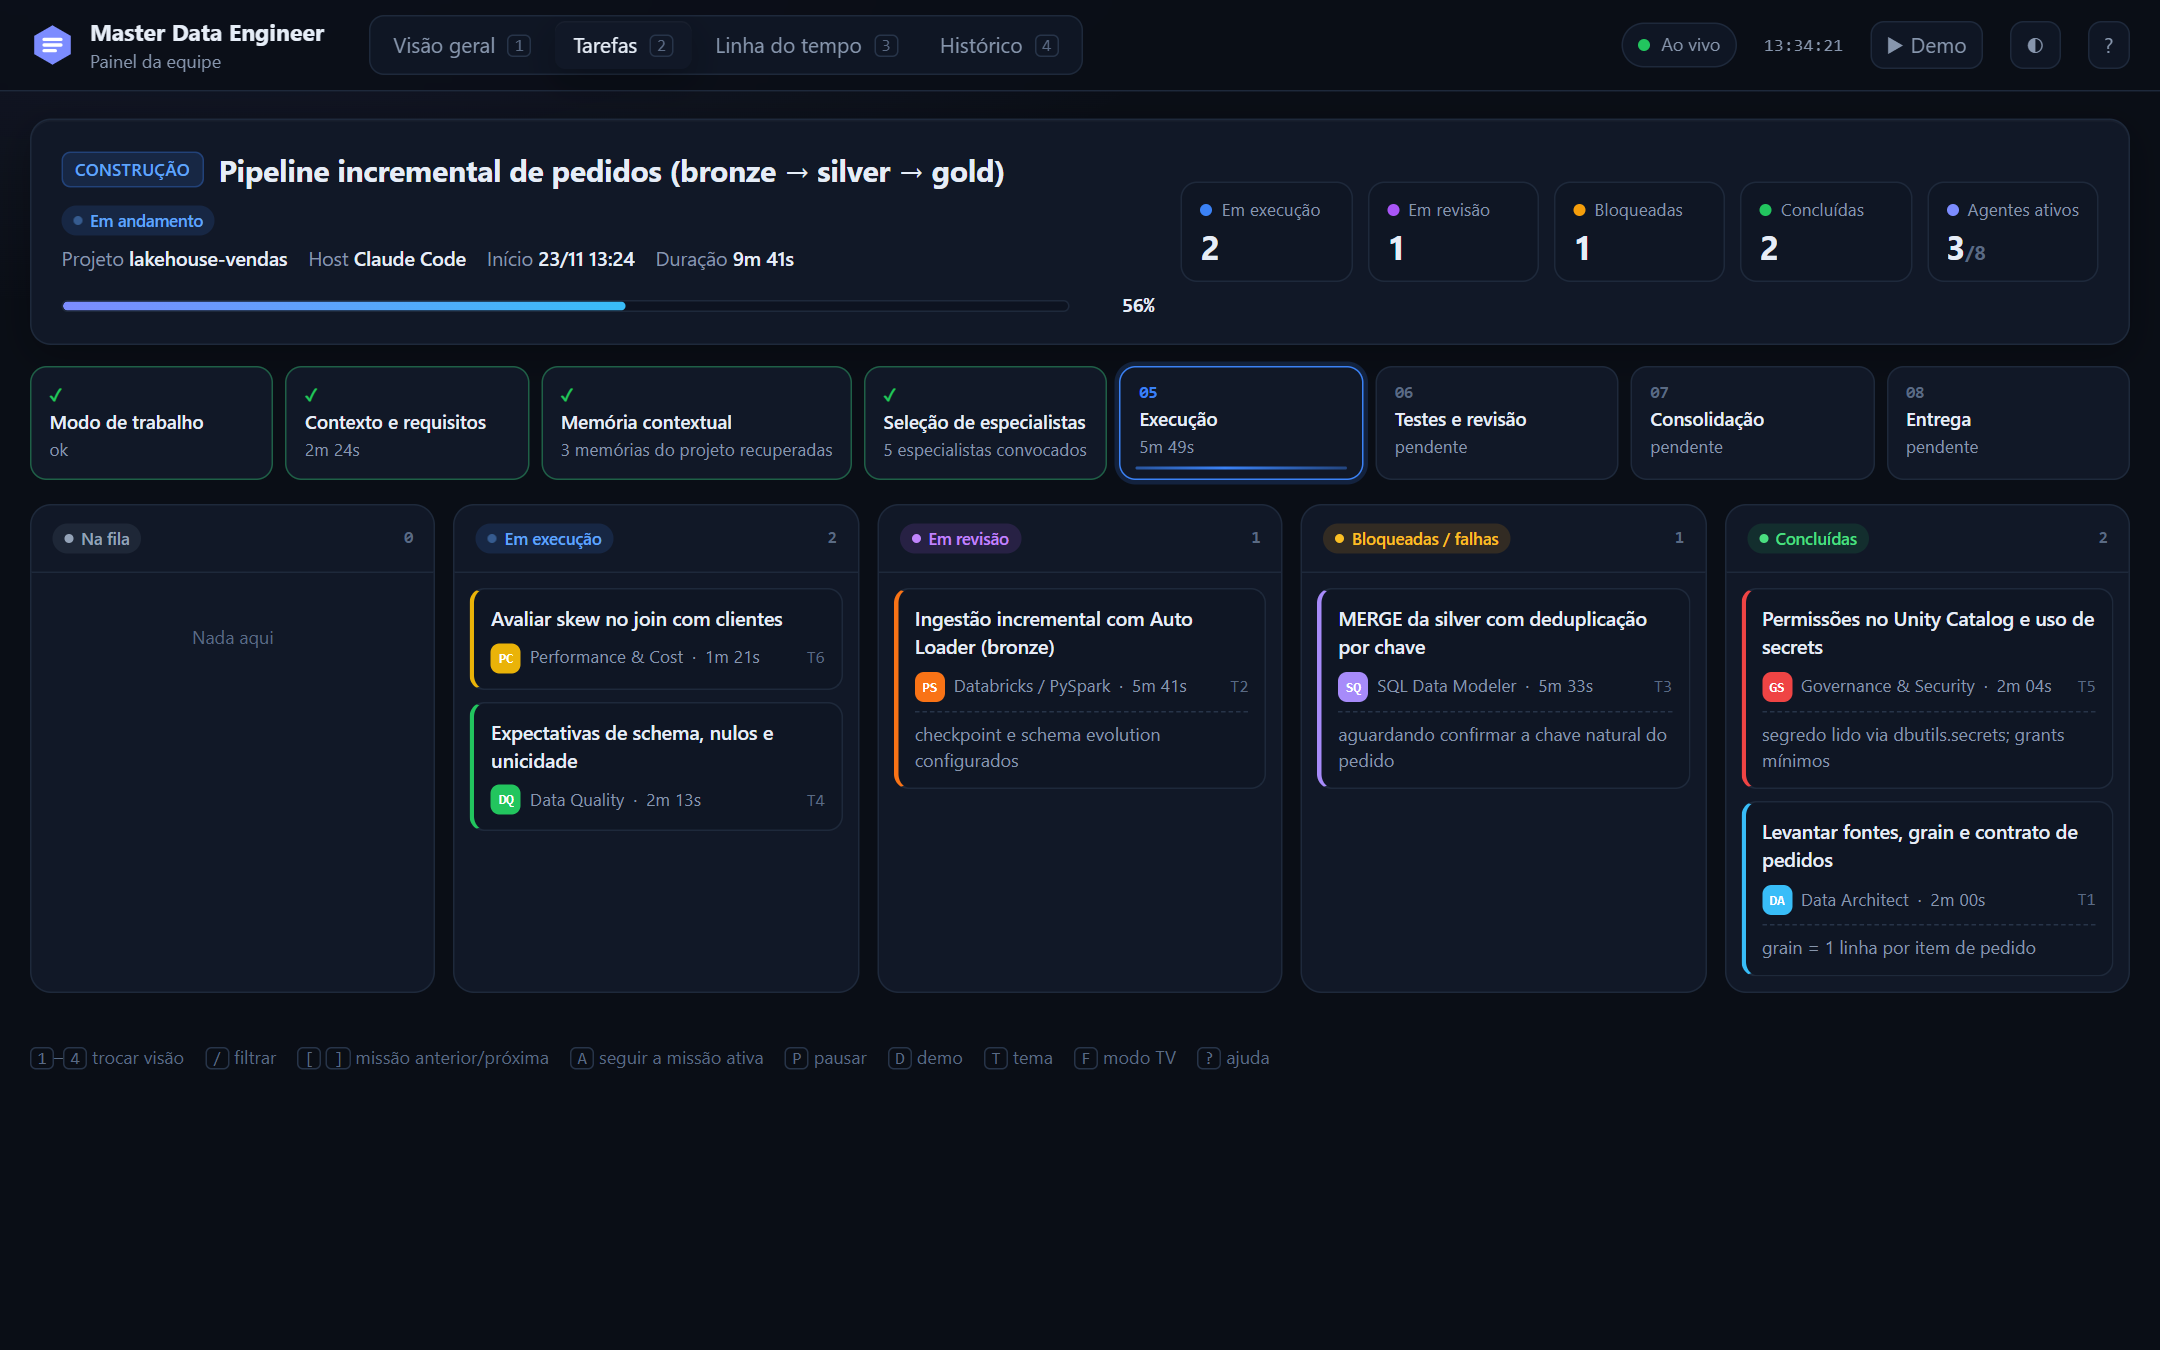 Master Data Engineer
Painel da equipe
Visão geral 1
Tarefas 2
Linha do tempo 3
Histórico 4
Ao vivo
13:34:21
▶ Demo
?
CONSTRUÇÃO
Pipeline incremental de pedidos (bronze → silver → gold)
Em andamento
Projeto lakehouse-vendas Host Claude Code Início 23/11 13:24 Duração 9m 41s
56%
Em execução
2
Em revisão
1
Bloqueadas
1
Concluídas
2
Agentes ativos
3/8
✓
Modo de trabalho
ok
✓
Contexto e requisitos
2m 24s
✓
Memória contextual
3 memórias do projeto recuperadas
✓
Seleção de especialistas
5 especialistas convocados
05
Execução
5m 49s
06
Testes e revisão
pendente
07
Consolidação
pendente
08
Entrega
pendente
Na fila 0
Nada aqui
Em execução 2
Avaliar skew no join com clientes
PC Performance & Cost · 1m 21s T6
Expectativas de schema, nulos e
unicidade
DQ Data Quality · 2m 13s T4
Em revisão 1
Ingestão incremental com Auto
Loader (bronze)
PS Databricks / PySpark · 5m 41s T2
checkpoint e schema evolution
configurados
Bloqueadas / falhas 1
MERGE da silver com deduplicação
por chave
SQ SQL Data Modeler · 5m 33s T3
aguardando confirmar a chave natural do
pedido
Concluídas 2
Permissões no Unity Catalog e uso de
secrets
GS Governance & Security · 2m 04s T5
segredo lido via dbutils.secrets; grants
mínimos
Levantar fontes, grain e contrato de
pedidos
DA Data Architect · 2m 00s T1
grain = 1 linha por item de pedido
1–4 trocar visão / filtrar [ ] missão anterior/próxima A seguir a missão ativa P pausar D demo T tema F modo TV ? ajuda